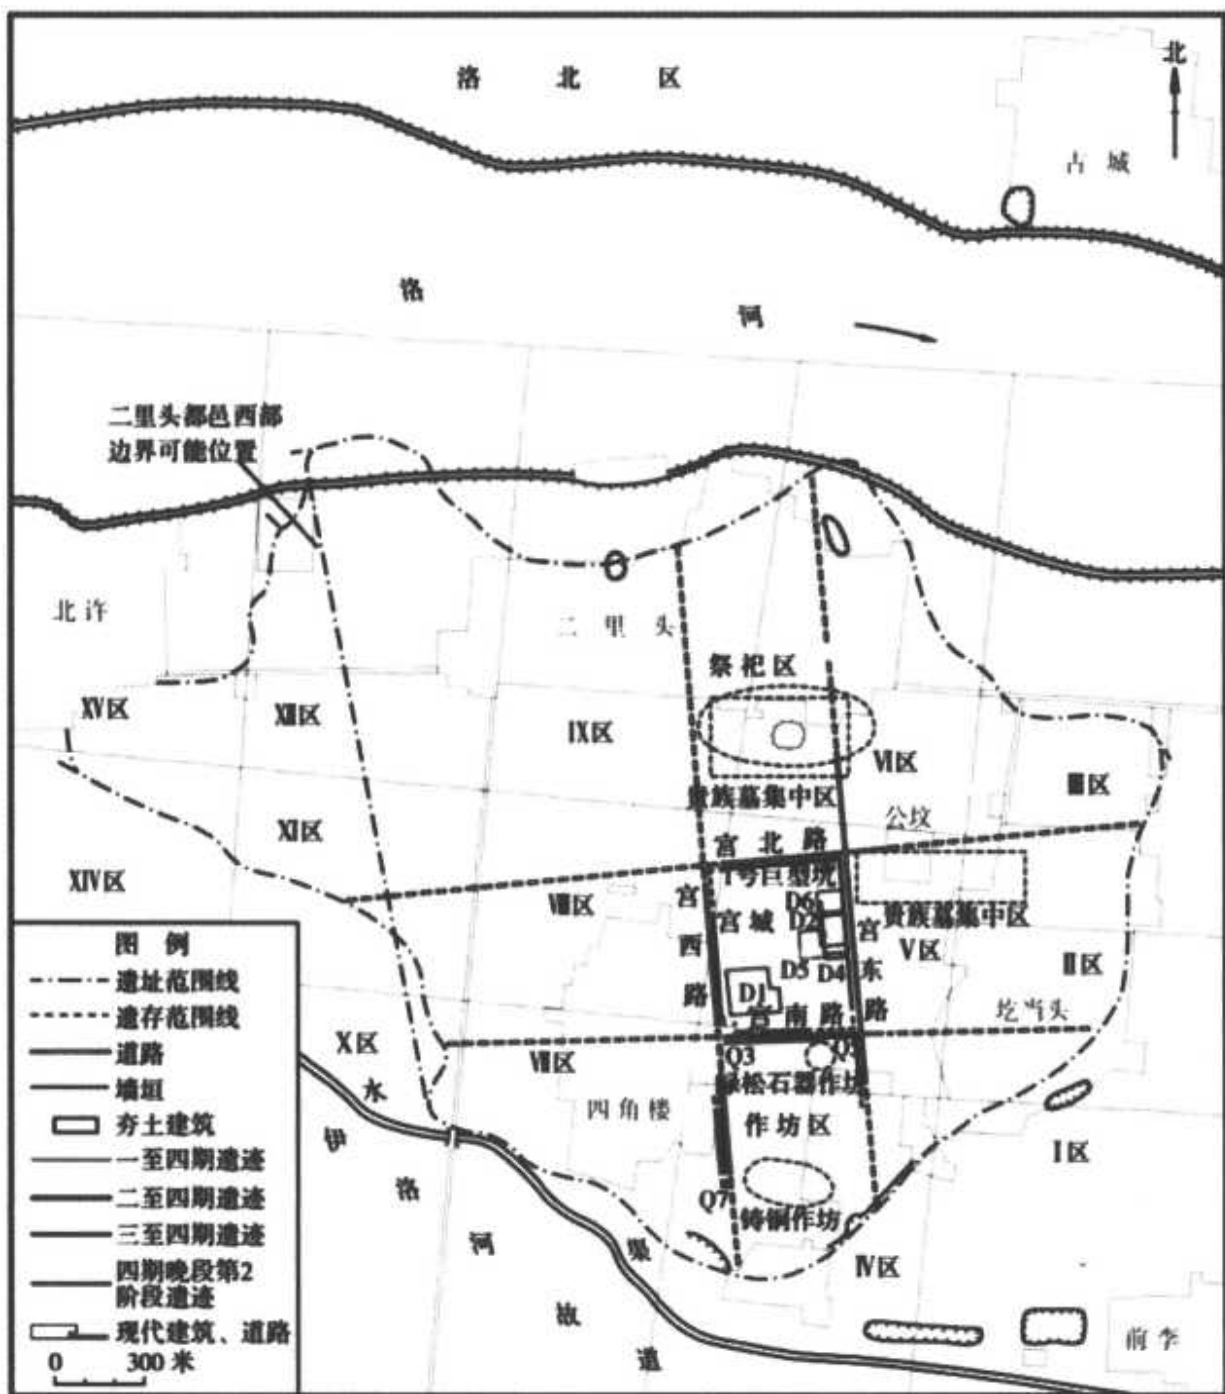 洛北区
北
古城
洛河
二里头都邑西部
边界可能位置
北许
二里头
祭祀区
XV区
XII区
IX区
VI区
III区
贵族墓集中区
公坟
XI区
宫北路
XIV区
1号巨型坑
VIII区
宫西路
宫城
D6
D2
宫东路
贵族墓集中区
V区
II区
D5
D4
D1
宫南路
圪当头
X区
VII区
Q3
绿松石器作坊
四角楼
作坊区
I区
Q7
铸铜作坊
IV区
伊洛河故道
水渠
前李
图例
遗址范围线
遗存范围线
道路
墙垣
夯土建筑
一至四期遗迹
二至四期遗迹
三至四期遗迹
四期晚段第2
阶段遗迹
现代建筑、道路
0 300 米